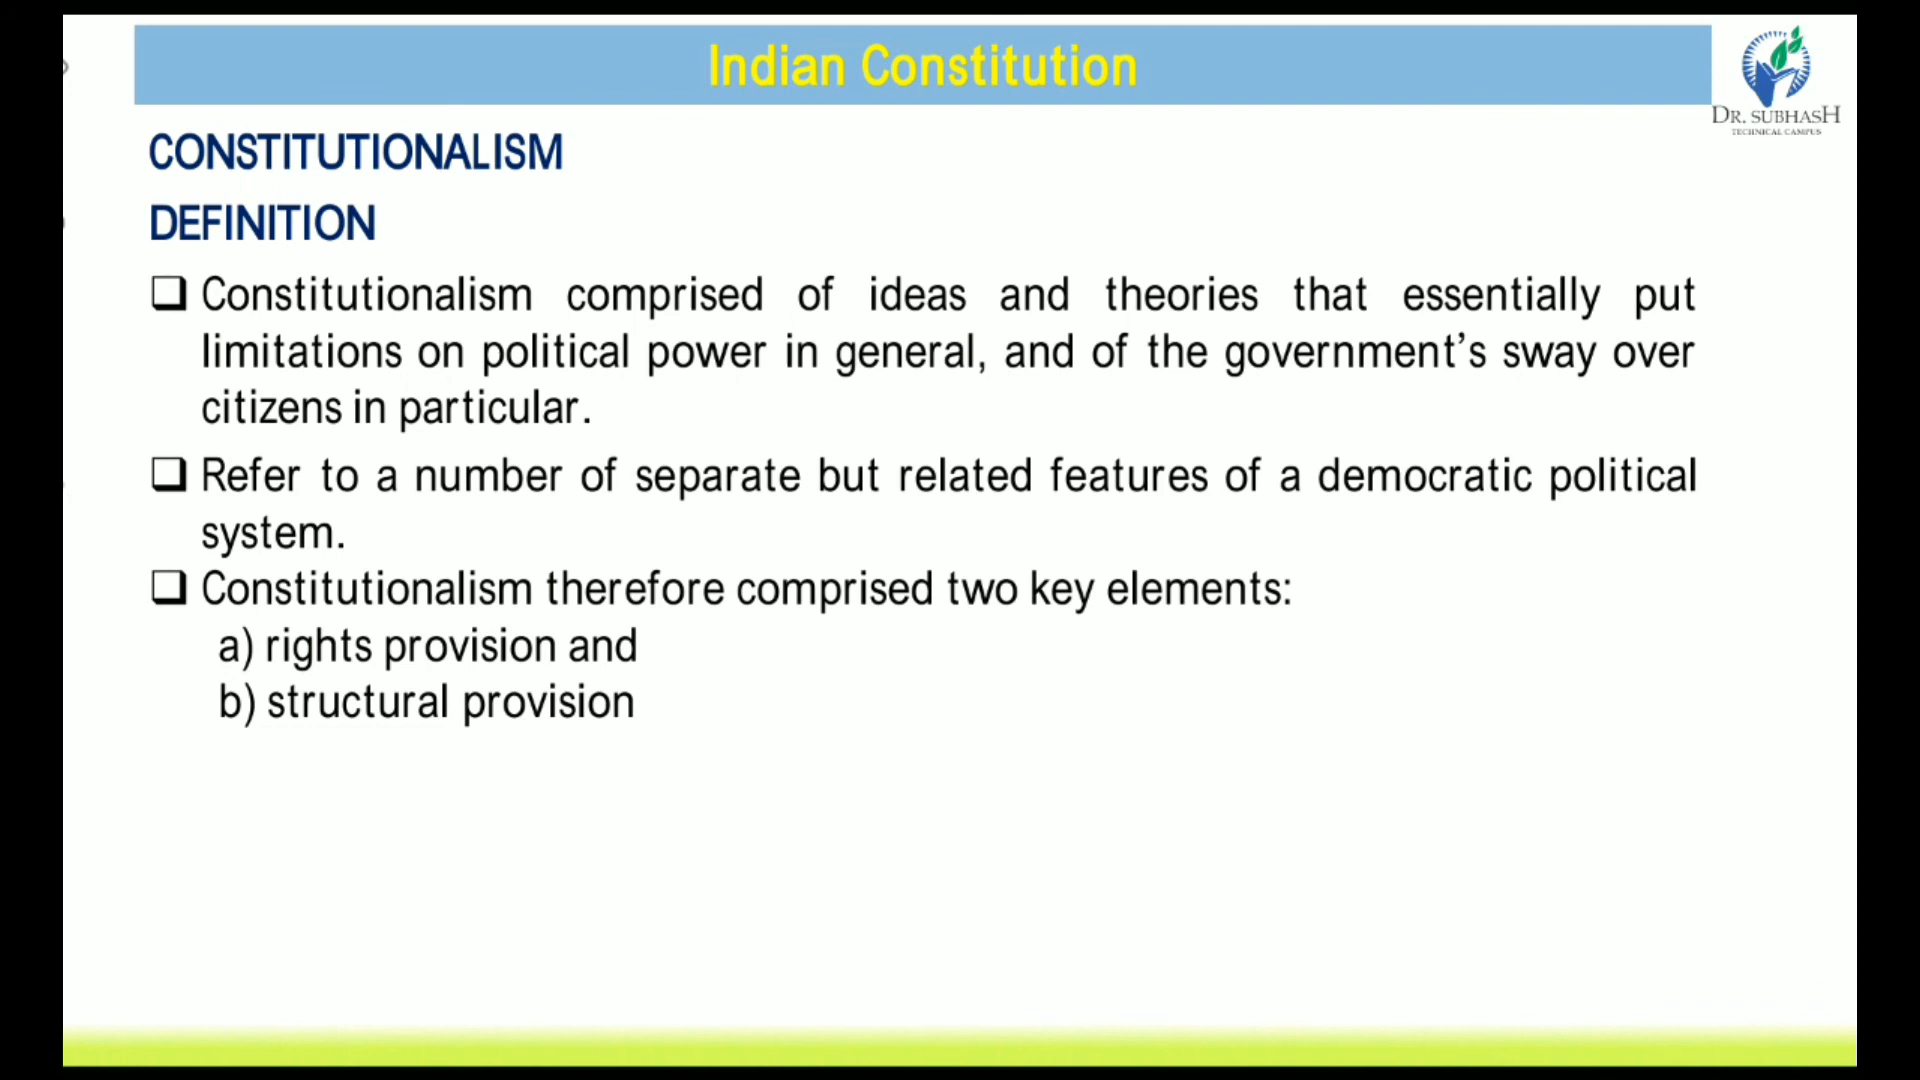 Indian Constitution
DR. SUBHASH
TECHNICAL CAMPUS
CONSTITUTIONALISM
DEFINITION
Constitutionalism comprised of ideas and theories that essentially put
limitations on political power in general, and of the government’s sway over
citizens in particular.
Refer to a number of separate but related features of a democratic political
system.
Constitutionalism therefore comprised two key elements:
a) rights provision and
b) structural provision